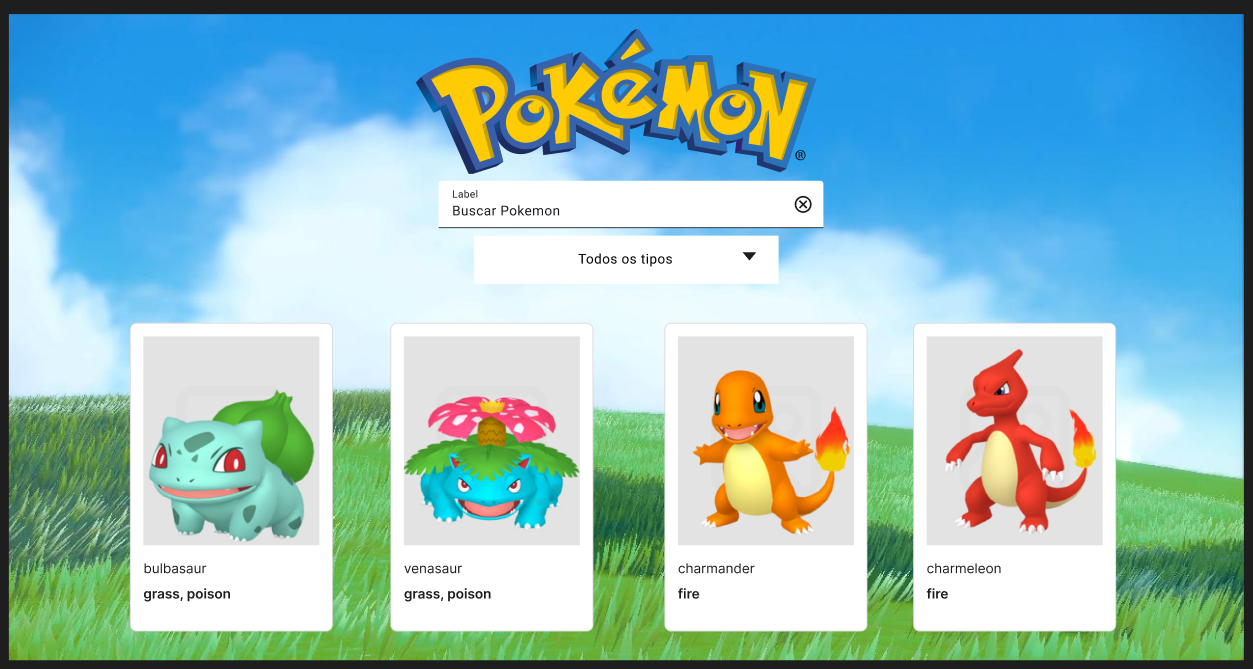 POKéMON
®
Label
Buscar Pokemon
Todos os tipos
bulbasaur
grass, poison
venasaur
grass, poison
charmander
fire
charmeleon
fire